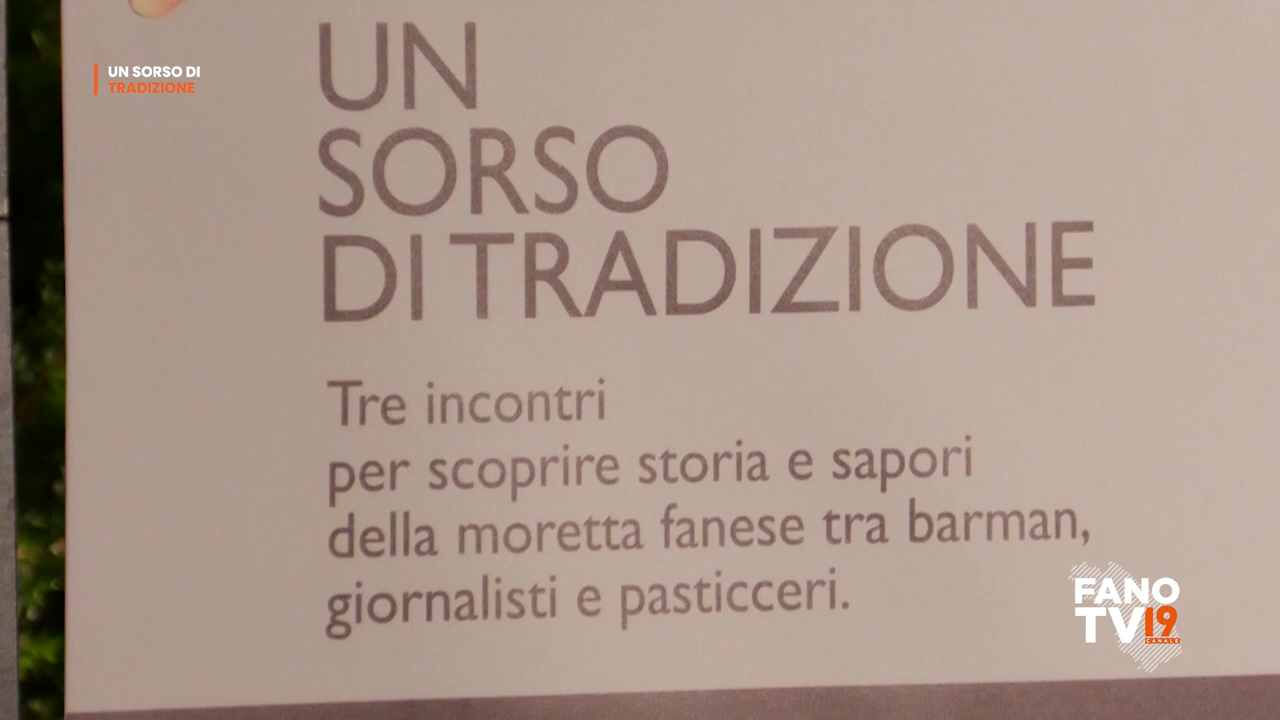 UN SORSO DI
TRADIZIONE
UN
SORSO
DI TRADIZIONE
Tre incontri
per scoprire storia e sapori
della moretta fanese tra barman,
giornalisti e pasticceri.
FANO
TV19
CANALE